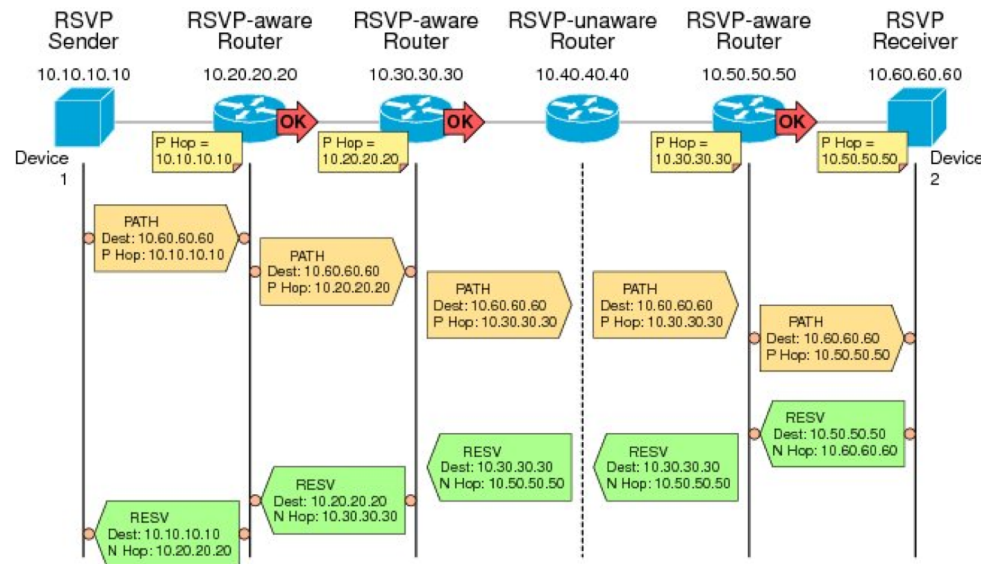 RSVP
Sender
RSVP-aware
Router
RSVP-aware
Router
RSVP-unaware
Router
RSVP-aware
Router
RSVP
Receiver
10.10.10.10
10.20.20.20
10.30.30.30
10.40.40.40
10.50.50.50
10.60.60.60
OK
OK
OK
Device
1
P Hop =
10.10.10.10
P Hop =
10.20.20.20
P Hop =
10.30.30.30
P Hop =
10.50.50.50
Device
2
PATH
Dest: 10.60.60.60
P Hop: 10.10.10.10
PATH
Dest: 10.60.60.60
P Hop: 10.20.20.20
PATH
Dest: 10.60.60.60
P Hop: 10.30.30.30
PATH
Dest: 10.60.60.60
P Hop: 10.30.30.30
PATH
Dest: 10.60.60.60
P Hop: 10.50.50.50
RESV
Dest: 10.50.50.50
N Hop: 10.60.60.60
RESV
Dest: 10.30.30.30
N Hop: 10.50.50.50
RESV
Dest: 10.30.30.30
N Hop: 10.50.50.50
RESV
Dest: 10.20.20.20
N Hop: 10.30.30.30
RESV
Dest: 10.10.10.10
N Hop: 10.20.20.20